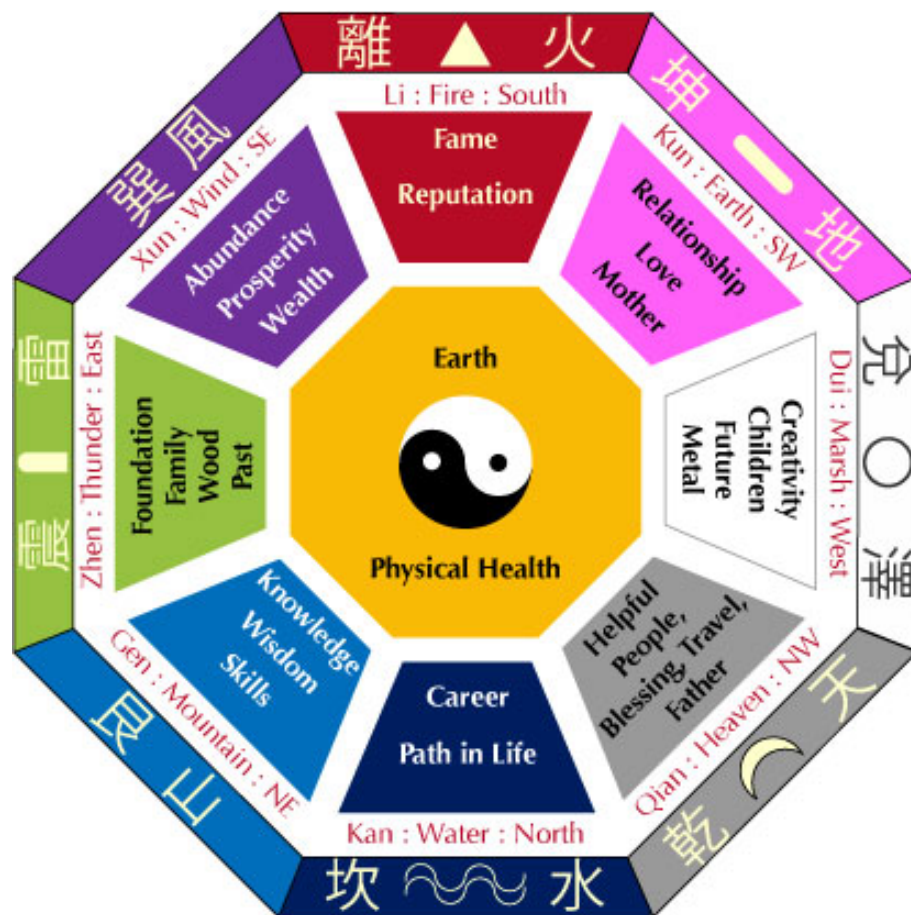 離 火
Li : Fire : South
Fame
Reputation
坤 地
Kun : Earth : SW
Relationship
Love
Mother
兌 澤
Dui : Marsh : West
Creativity
Children
Future
Metal
天 乾
Qian : Heaven : NW
Helpful
People,
Blessing, Travel,
Father
坎 水
Kan : Water : North
Career
Path in Life
艮 山
Gen : Mountain : NE
Knowledge
Wisdom
Skills
雷 震
Zhen : Thunder : East
Foundation
Family
Wood
Past
巽 風
Xun : Wind : SE
Abundance
Prosperity
Wealth
Earth
Physical Health